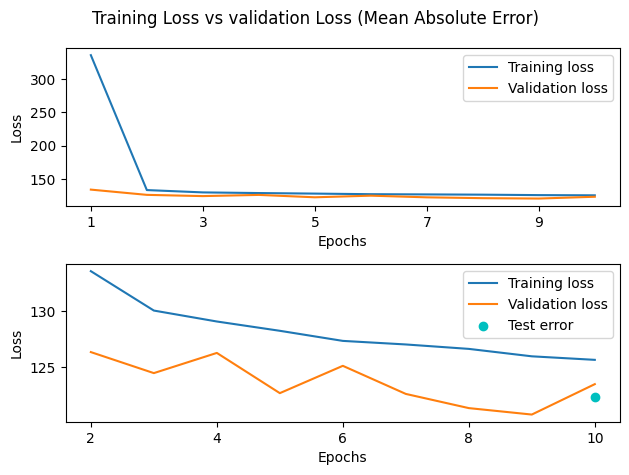 Training Loss vs validation Loss (Mean Absolute Error)
Training loss
Validation loss
300
250
200
150
Loss
1 3 5 7 9
Epochs
Training loss
Validation loss
Test error
130
125
Loss
2 4 6 8 10
Epochs